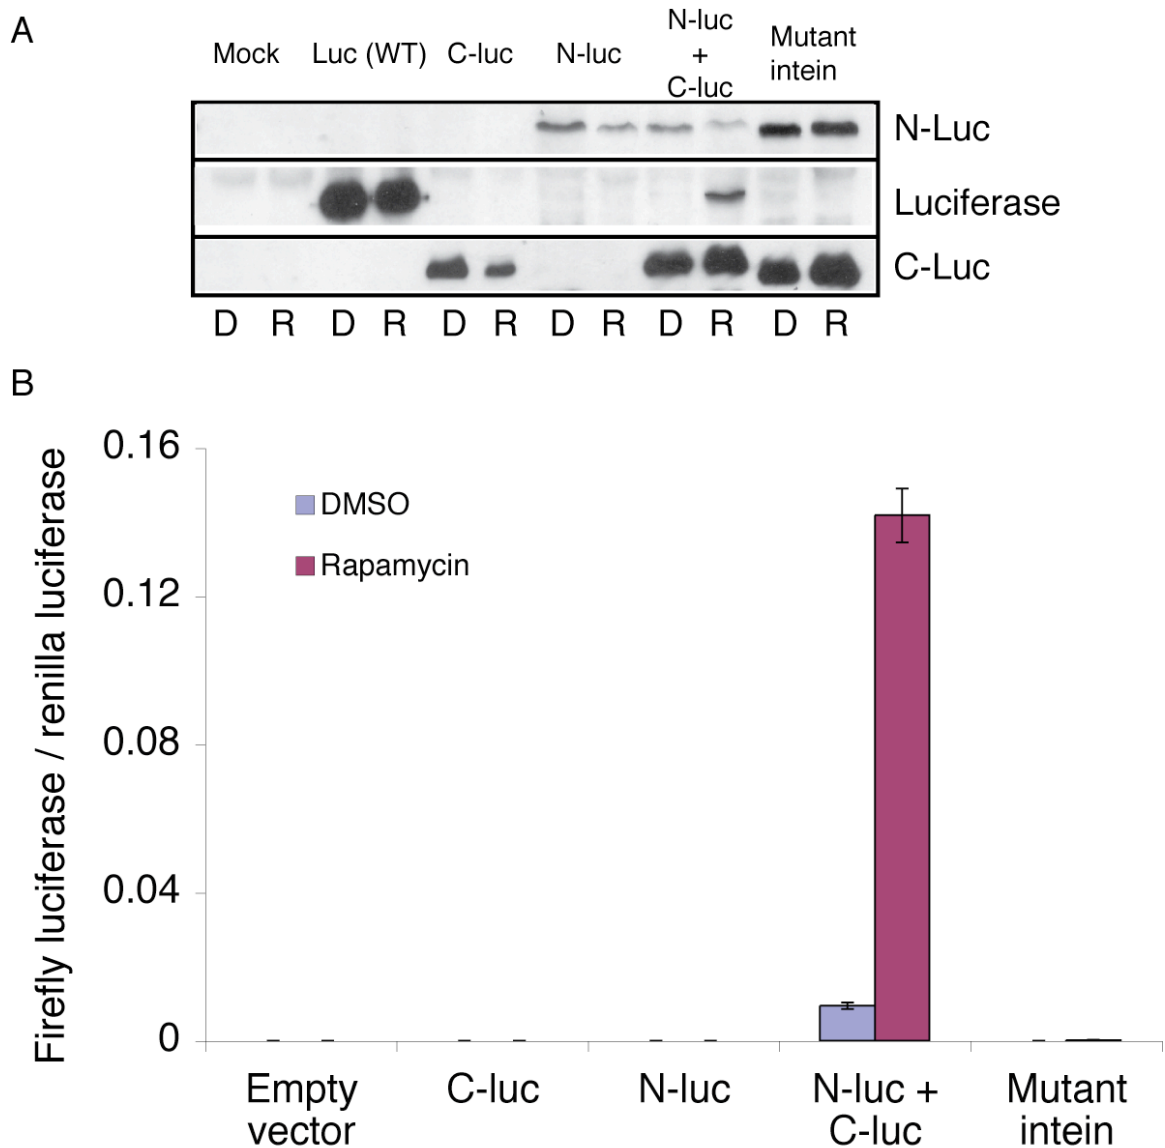 A
Mock Luc (WT) C-luc N-luc N-luc + C-luc Mutant intein
N-Luc
Luciferase
C-Luc
D R D R D R D R D R D R
B
Firefly luciferase / renilla luciferase
0.16
0.12
0.08
0.04
0
DMSO
Rapamycin
Empty vector
C-luc
N-luc
N-luc + C-luc
Mutant intein